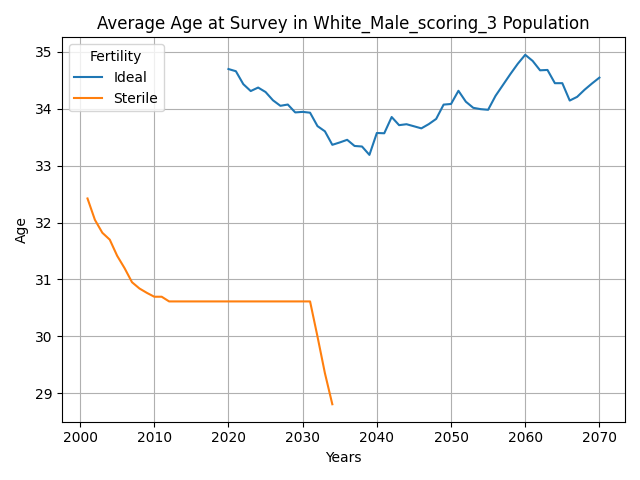 Average Age at Survey in White_Male_scoring_3 Population
Fertility
Ideal
Sterile
35
34
33
32
31
30
29
Age
2000 2010 2020 2030 2040 2050 2060 2070
Years